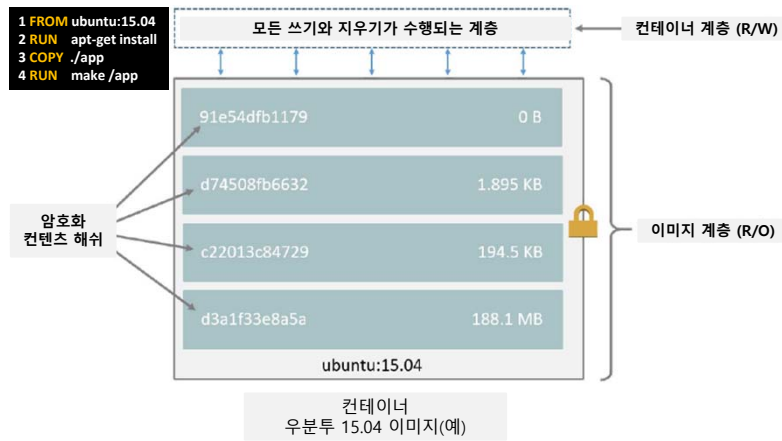 1 FROM ubuntu:15.04
2 RUN apt-get install
3 COPY ./app
4 RUN make /app
모든 쓰기와 지우기가 수행되는 계층
컨테이너 계층 (R/W)
91e54dfb1179 0 B
d74508fb6632 1.895 KB
암호화
컨텐츠 해쉬
이미지 계층 (R/O)
c22013c84729 194.5 KB
d3a1f33e8a5a 188.1 MB
ubuntu:15.04
컨테이너
우분투 15.04 이미지(예)